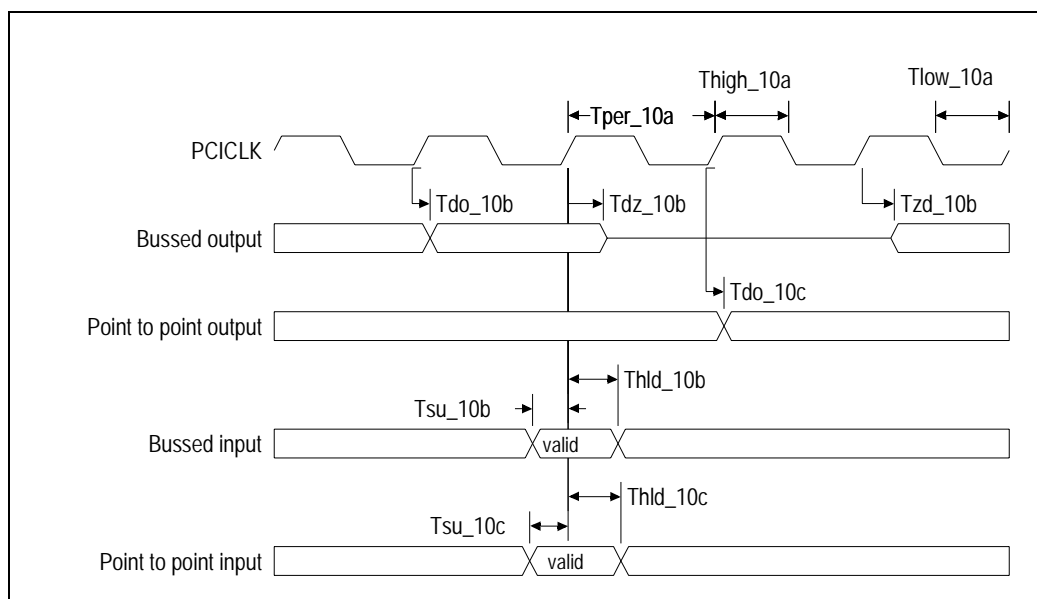 Thigh_10a
Tlow_10a
Tper_10a
PCICLK
Tdo_10b
Tdz_10b
Tzd_10b
Bussed output
Tdo_10c
Point to point output
Thld_10b
Tsu_10b
Bussed input
valid
Thld_10c
Tsu_10c
Point to point input
valid